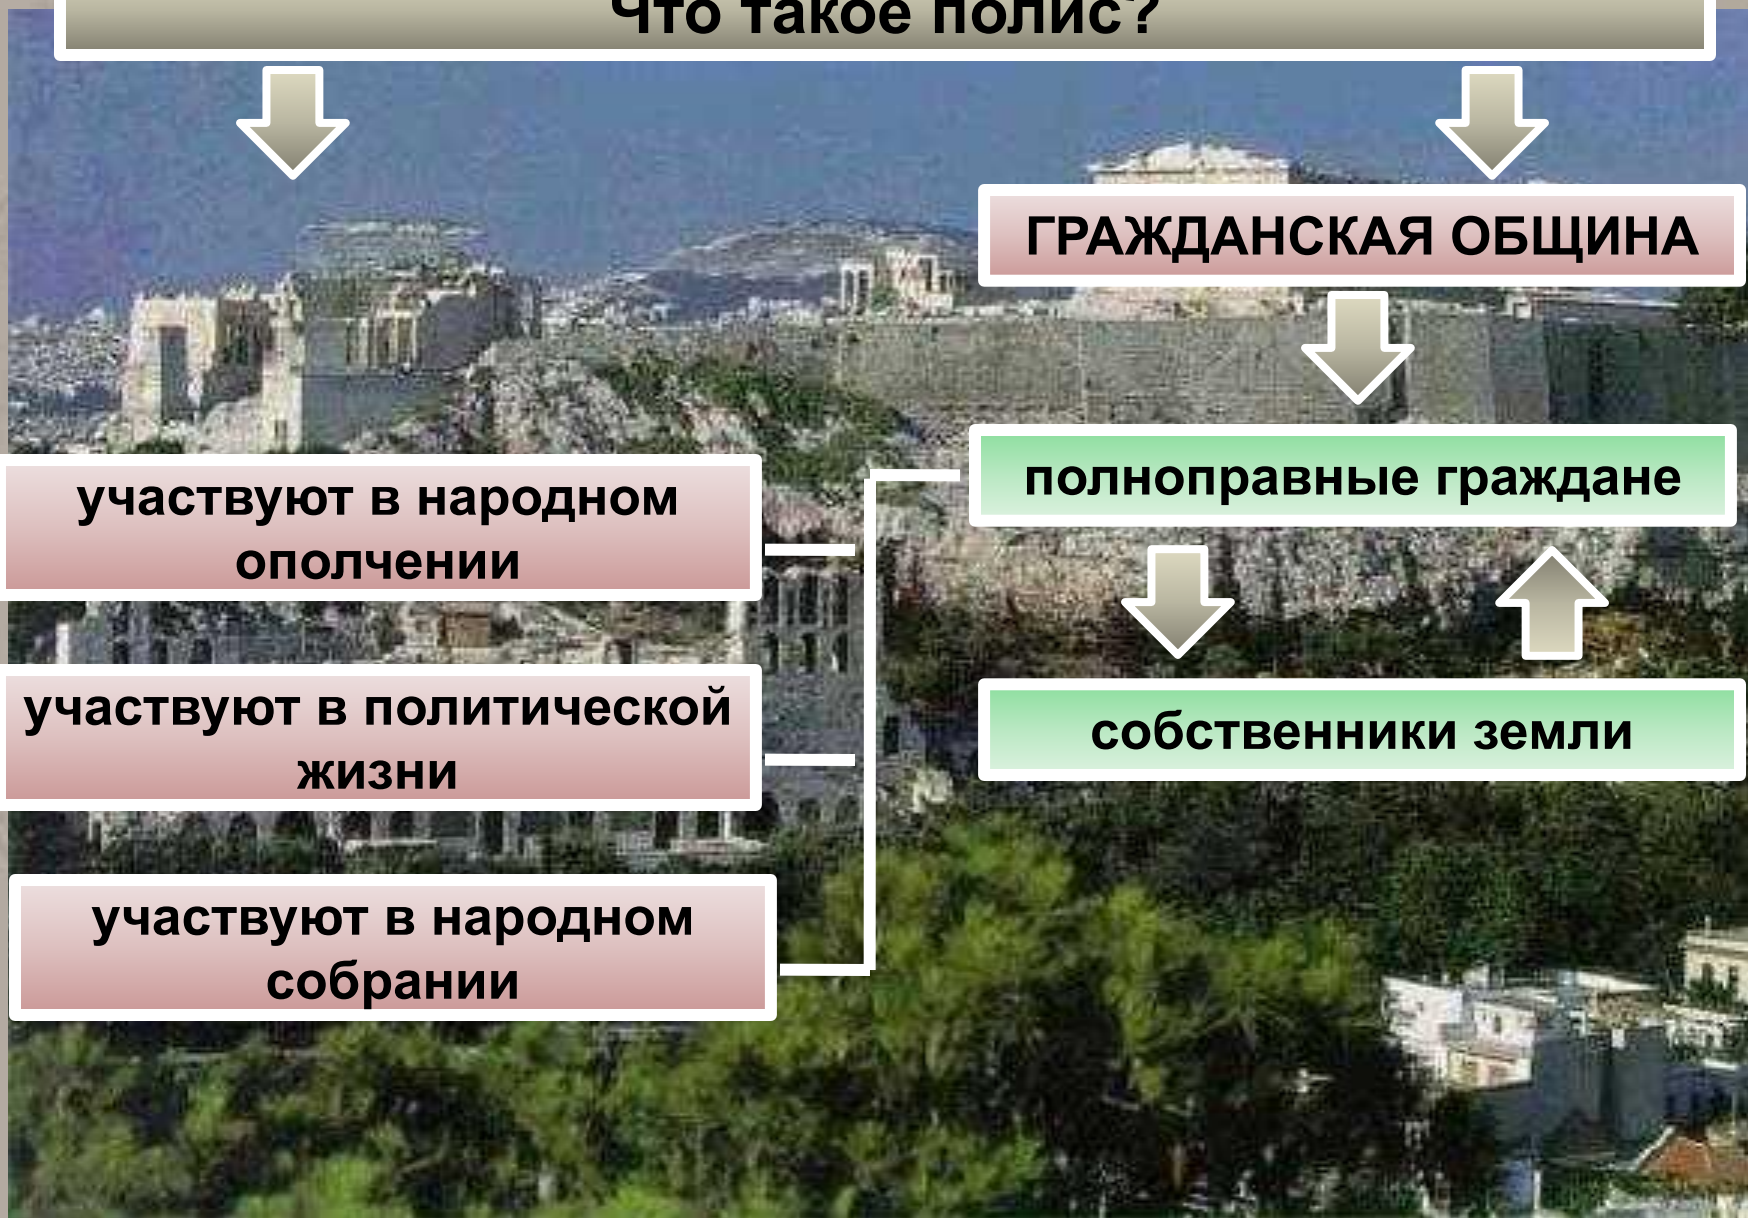 Что такое полис?
ГРАЖДАНСКАЯ ОБЩИНА
полноправные граждане
собственники земли
участвуют в народном
ополчении
участвуют в политической
жизни
участвуют в народном
собрании